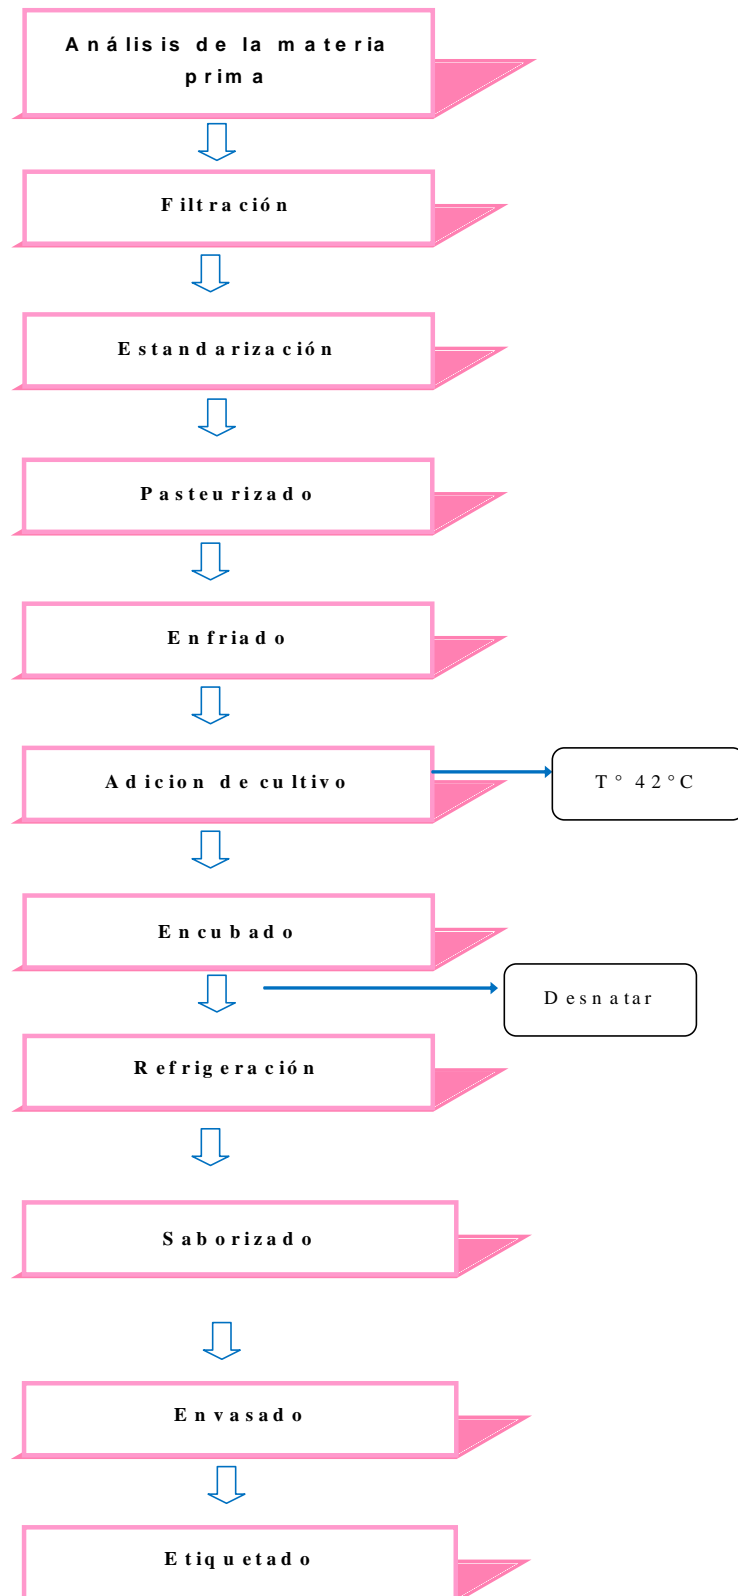 Análisis de la materia
prima
Filtración
Estandarización
Pasteurizado
Enfriado
Adicion de cultivo
T° 42°C
Encubado
Desnatar
Refrigeración
Saborizado
Envasado
Etiquetado